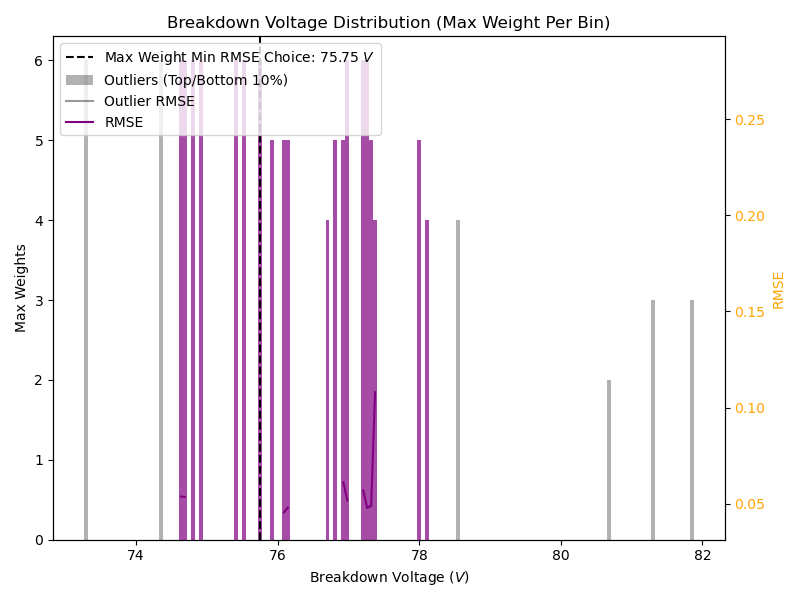 Breakdown Voltage Distribution (Max Weight Per Bin)
Max Weight Min RMSE Choice: 75.75 V
Outliers (Top/Bottom 10%)
Outlier RMSE
RMSE
6
5
4
3
2
1
0
Max Weights
0.25
0.20
0.15
0.10
0.05
RMSE
74
76
78
80
82
Breakdown Voltage (V)